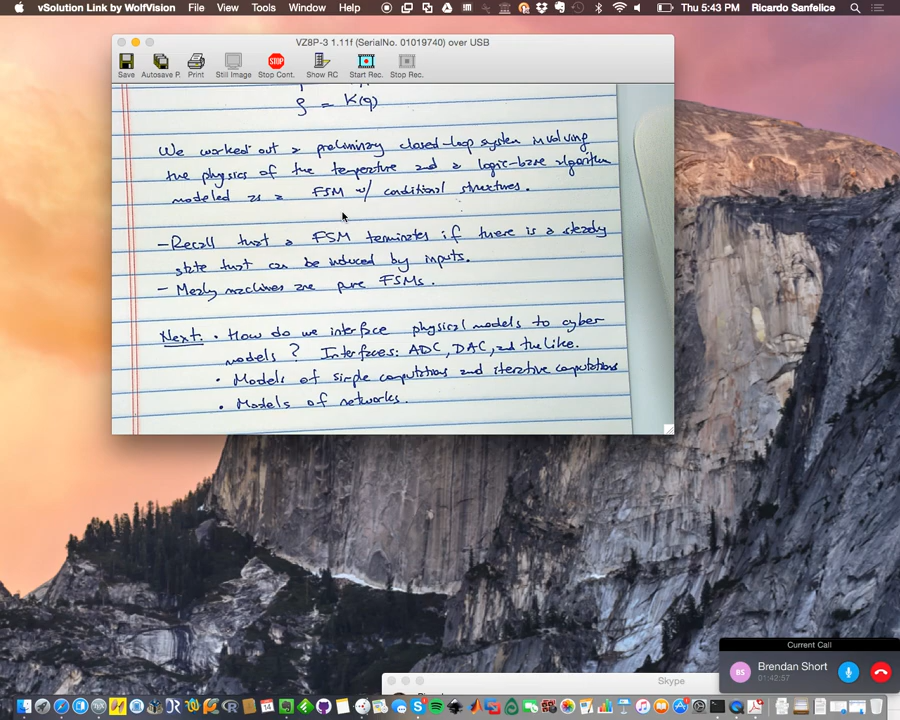 vSolution Link by WolfVision File View Tools Window Help Thu 5:43 PM Ricardo Sanfelice
VZ8P-3 1.11f (SerialNo. 01019740) over USB
Save Autosave P. Print Still Image Stop Cont. Show RC Start Rec. Stop Rec.
ζ = K(q)
We worked out a preliminary closed-loop system involving
the physics of the temperature and a logic-base algorithm
modeled as a FSM w/ conditional structures.
- Recall that a FSM terminates if there is a steady
state that can be induced by inputs.
- Mealy machines are pure FSMs.
Next: • How do we interface physical models to cyber
models? Interfaces: ADC, DAC, and the like.
• Models of simple computations and iterative computations
• Models of networks.
Skype
Current Call
BS Brendan Short
01:42:57